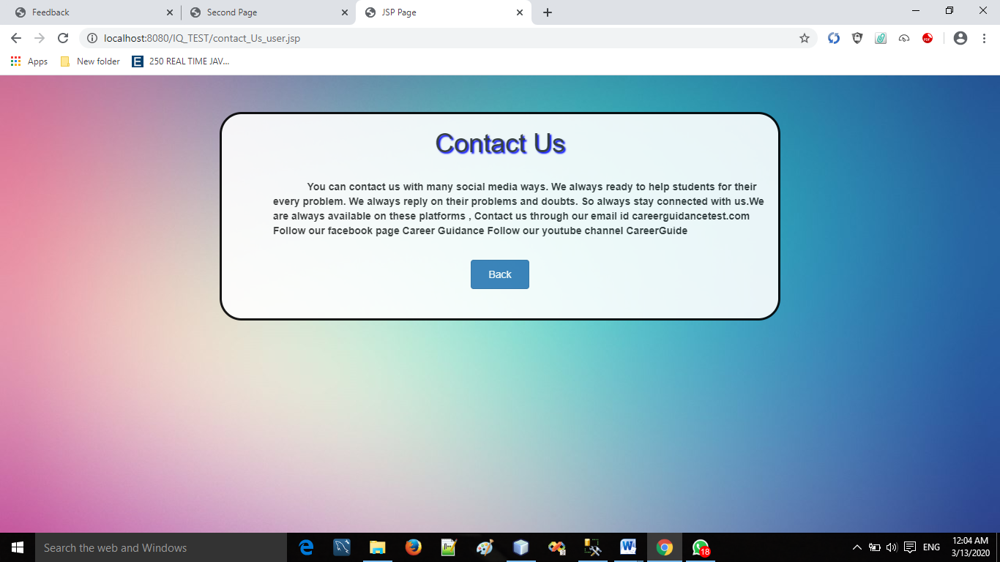 Feedback
Second Page
JSP Page
localhost:8080/IQ_TEST/contact_Us_user.jsp
Apps
New folder
E
250 REAL TIME JAV...
PDF
Contact Us
You can contact us with many social media ways. We always ready to help students for their
every problem. We always reply on their problems and doubts. So always stay connected with us.We
are always available on these platforms , Contact us through our email id careerguidancetest.com
Follow our facebook page Career Guidance Follow our youtube channel CareerGuide
Back
Search the web and Windows
18
ENG
12:04 AM
3/13/2020